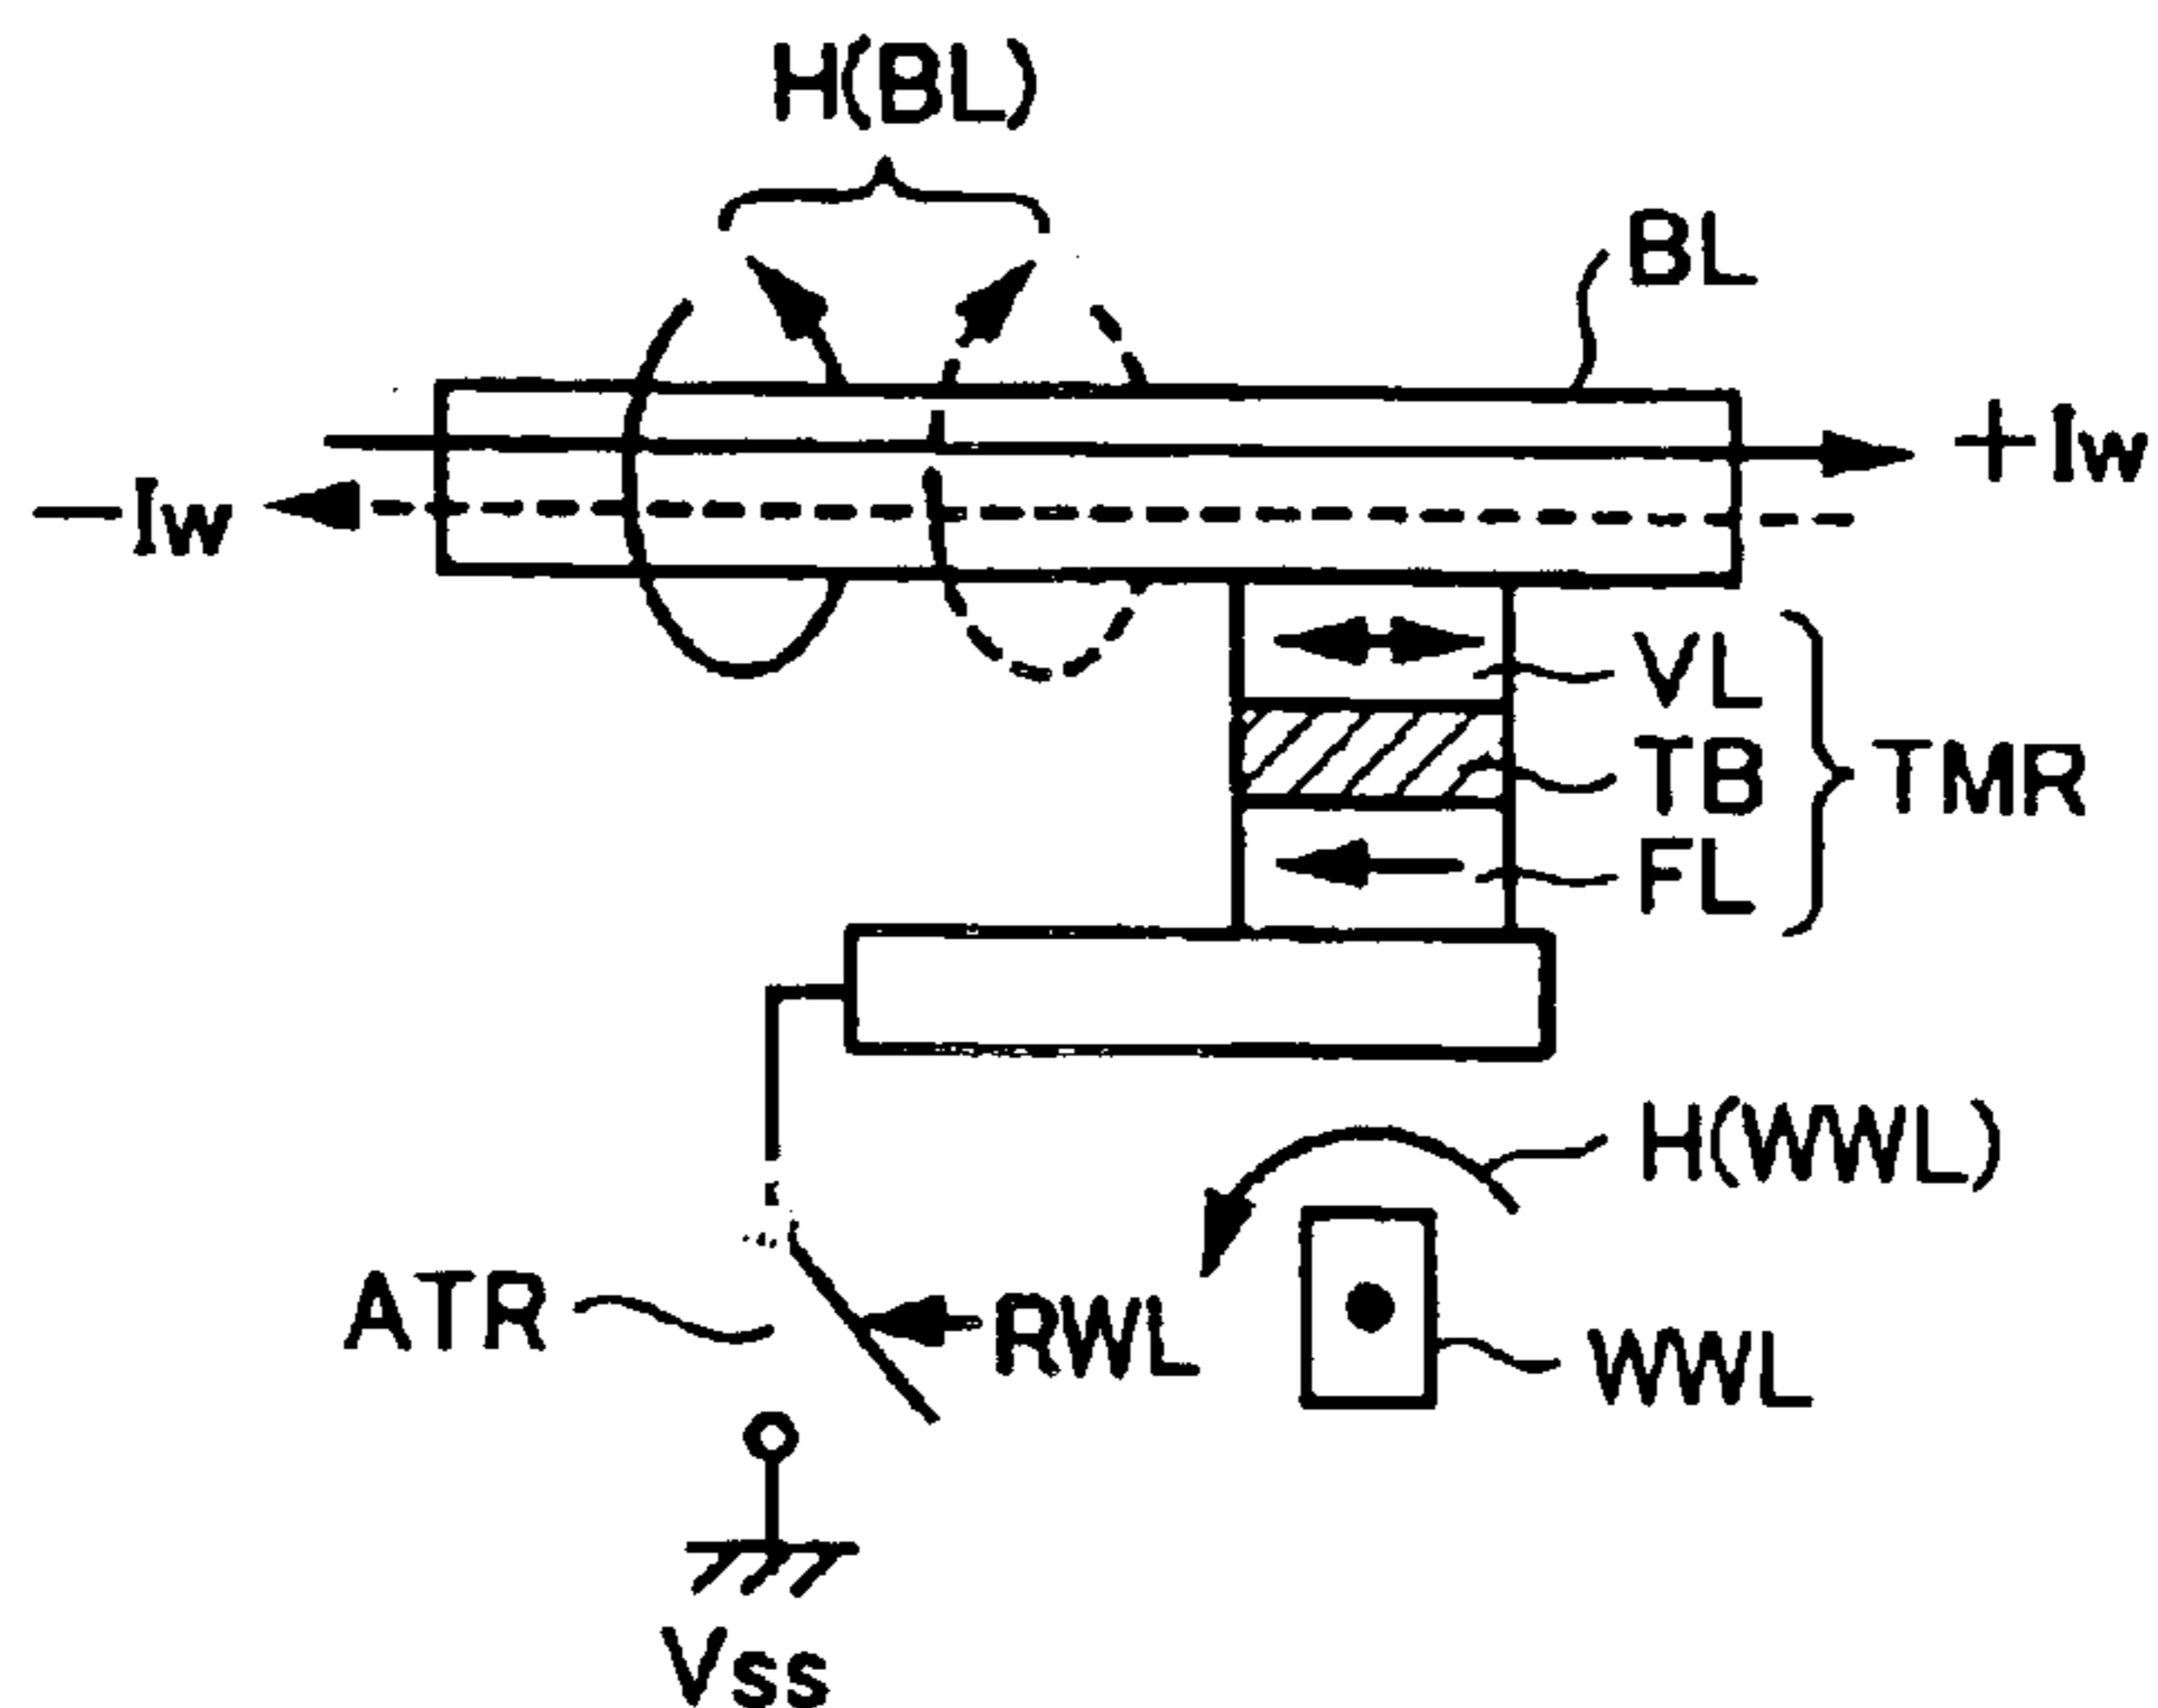 H(BL)
BL
+Iw
−Iw
VL
TB
TMR
FL
H(WWL)
ATR
RWL
WWL
Vss